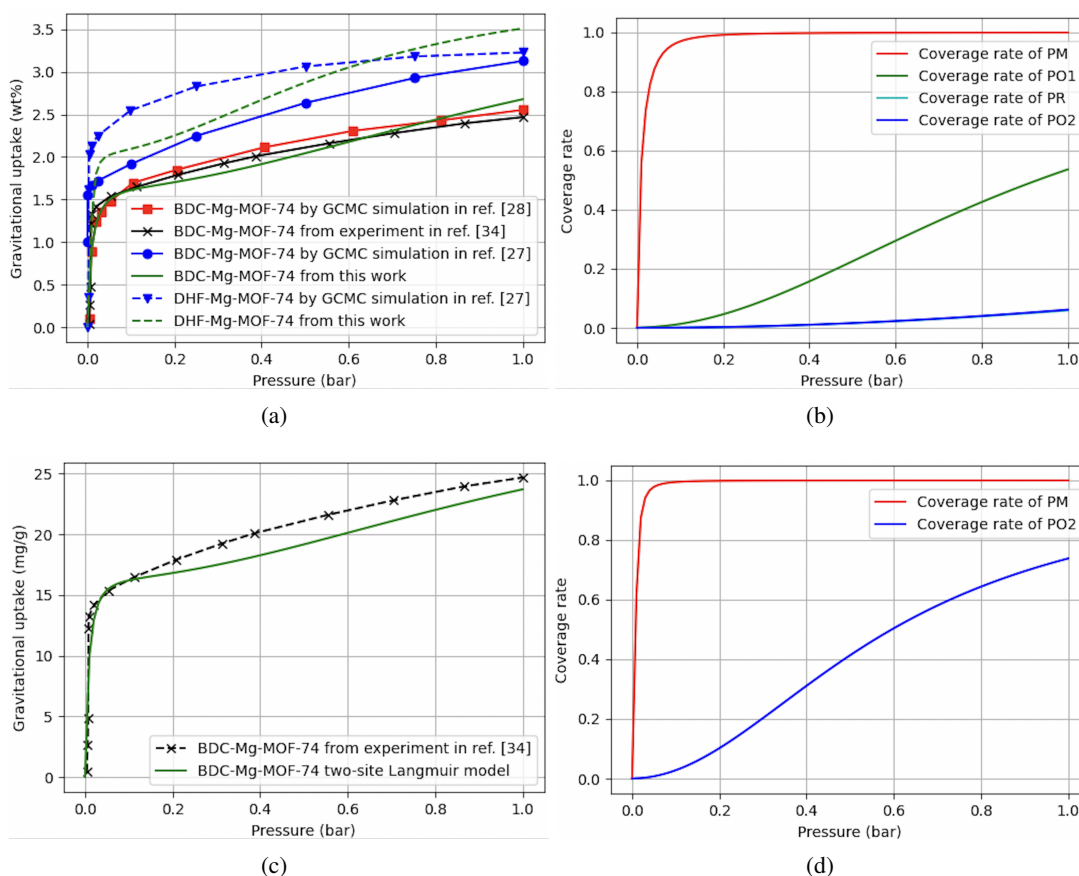 3.5
3.0
2.5
2.0
1.5
1.0
0.5
0.0
Gravitational uptake (wt%)
BDC-Mg-MOF-74 by GCMC simulation in ref. [28]
BDC-Mg-MOF-74 from experiment in ref. [34]
BDC-Mg-MOF-74 by GCMC simulation in ref. [27]
BDC-Mg-MOF-74 from this work
DHF-Mg-MOF-74 by GCMC simulation in ref. [27]
DHF-Mg-MOF-74 from this work
0.0 0.2 0.4 0.6 0.8 1.0
Pressure (bar)
(a)
1.0
0.8
0.6
0.4
0.2
0.0
Coverage rate
Coverage rate of PM
Coverage rate of PO1
Coverage rate of PR
Coverage rate of PO2
0.0 0.2 0.4 0.6 0.8 1.0
Pressure (bar)
(b)
25
20
15
10
5
0
Gravitational uptake (mg/g)
BDC-Mg-MOF-74 from experiment in ref. [34]
BDC-Mg-MOF-74 two-site Langmuir model
0.0 0.2 0.4 0.6 0.8 1.0
Pressure (bar)
(c)
1.0
0.8
0.6
0.4
0.2
0.0
Coverage rate
Coverage rate of PM
Coverage rate of PO2
0.0 0.2 0.4 0.6 0.8 1.0
Pressure (bar)
(d)